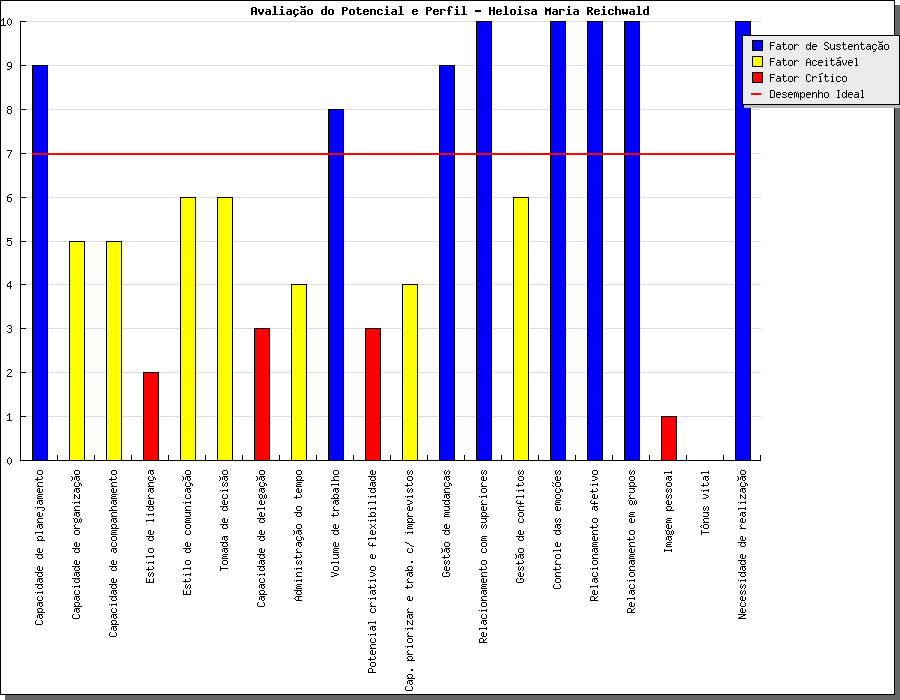 Avaliação do Potencial e Perfil - Heloisa Maria Reichwald
Fator de Sustentação
Fator Aceitável
Fator Crítico
Desempenho Ideal
10
9
8
7
6
5
4
3
2
1
0
Capacidade de planejamento
Capacidade de organização
Capacidade de acompanhamento
Estilo de liderança
Estilo de comunicação
Tomada de decisão
Capacidade de delegação
Administração do tempo
Volume de trabalho
Potencial criativo e flexibilidade
Cap. priorizar e trab. c/ imprevistos
Gestão de mudanças
Relacionamento com superiores
Gestão de conflitos
Controle das emoções
Relacionamento afetivo
Relacionamento em grupos
Imagem pessoal
Tônus vital
Necessidade de realização